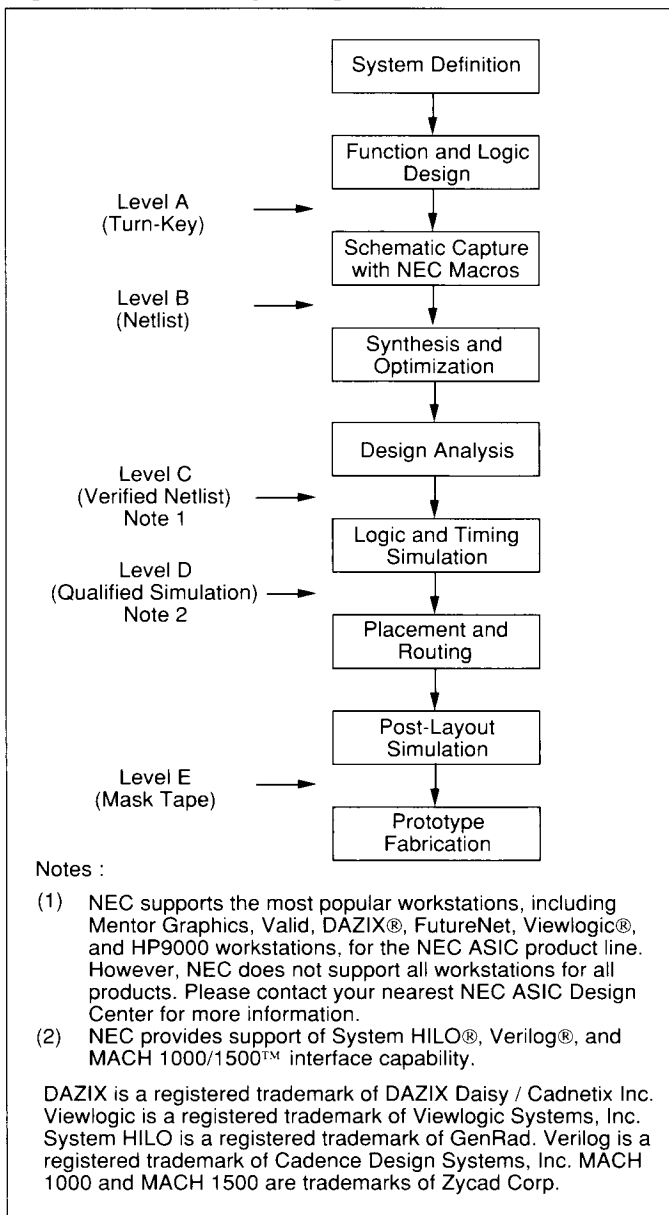 System Definition
Function and Logic
Design
Level A
(Turn-Key)
Schematic Capture
with NEC Macros
Level B
(Netlist)
Synthesis and
Optimization
Design Analysis
Level C
(Verified Netlist)
Note 1
Logic and Timing
Simulation
Level D
(Qualified Simulation)
Note 2
Placement and
Routing
Post-Layout
Simulation
Level E
(Mask Tape)
Prototype
Fabrication
Notes :
(1) NEC supports the most popular workstations, including
Mentor Graphics, Valid, DAZIX®, FutureNet, Viewlogic®,
and HP9000 workstations, for the NEC ASIC product line.
However, NEC does not support all workstations for all
products. Please contact your nearest NEC ASIC Design
Center for more information.
(2) NEC provides support of System HILO®, Verilog®, and
MACH 1000/1500™ interface capability.
DAZIX is a registered trademark of DAZIX Daisy / Cadnetix Inc.
Viewlogic is a registered trademark of Viewlogic Systems, Inc.
System HILO is a registered trademark of GenRad. Verilog is a
registered trademark of Cadence Design Systems, Inc. MACH
1000 and MACH 1500 are trademarks of Zycad Corp.